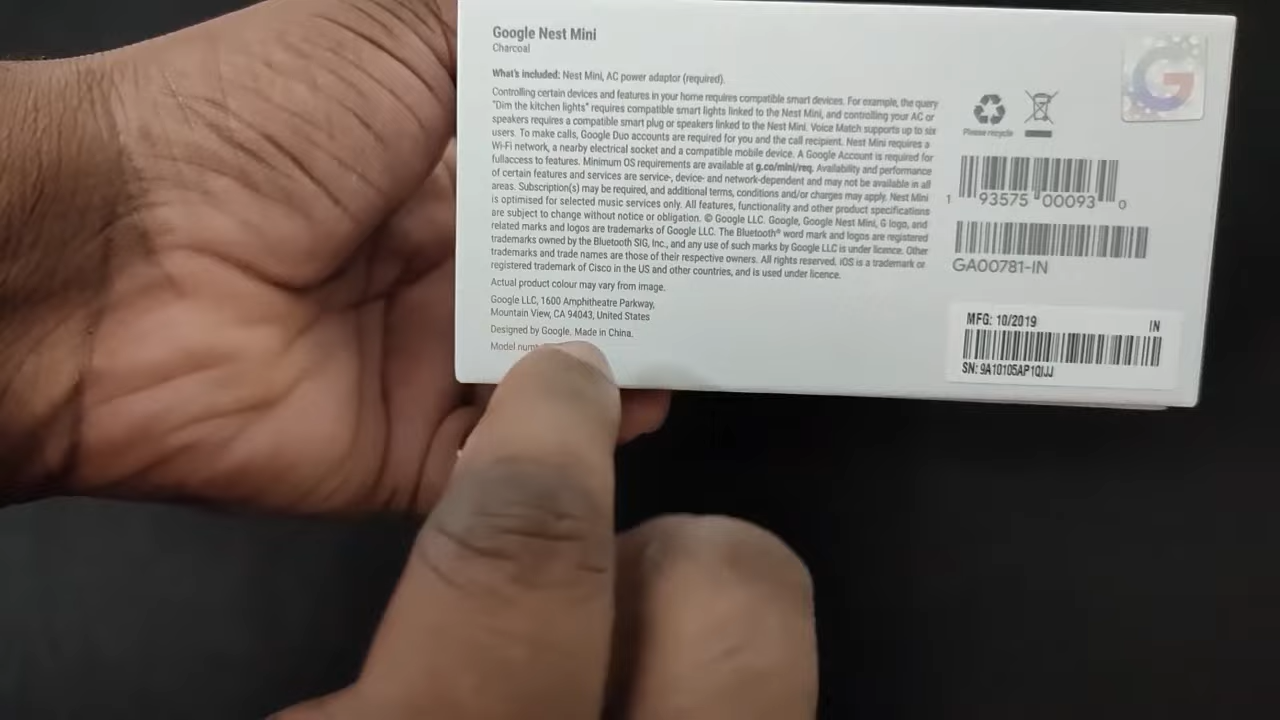 Google Nest Mini
Charcoal
What's included: Nest Mini, AC power adaptor (required).
Controlling certain devices and features in your home requires compatible smart devices. For example, the query
"Dim the kitchen lights" requires compatible smart lights linked to the Nest Mini, and controlling your AC or
speakers requires a compatible smart plug or speakers linked to the Nest Mini. Voice Match supports up to six
users. To make calls, Google Duo accounts are required for you and the call recipient. Nest Mini requires a
Wi-Fi network, a nearby electrical socket and a compatible mobile device. A Google Account is required for
fullaccess to features. Minimum OS requirements are available at g.co/mini/req. Availability and performance
of certain features and services are service-, device- and network-dependent and may not be available in all
areas. Subscription(s) may be required, and additional terms, conditions and/or charges may apply. Nest Mini
is optimised for selected music services only. All features, functionality and other product specifications
are subject to change without notice or obligation. © Google LLC. Google, Google Nest Mini, G logo, and
related marks and logos are trademarks of Google LLC. The Bluetooth® word mark and logos are registered
trademarks owned by the Bluetooth SIG, Inc., and any use of such marks by Google LLC is under licence. Other
trademarks and trade names are those of their respective owners. All rights reserved. iOS is a trademark or
registered trademark of Cisco in the US and other countries, and is used under licence.
Actual product colour may vary from image.
Google LLC, 1600 Amphitheatre Parkway,
Mountain View, CA 94043, United States
Designed by Google. Made in China.
Model
G
Please recycle
1 93575 00093 0
GA00781-IN
MFG: 10/2019 IN
SN: 9A10105AP1QIJJ